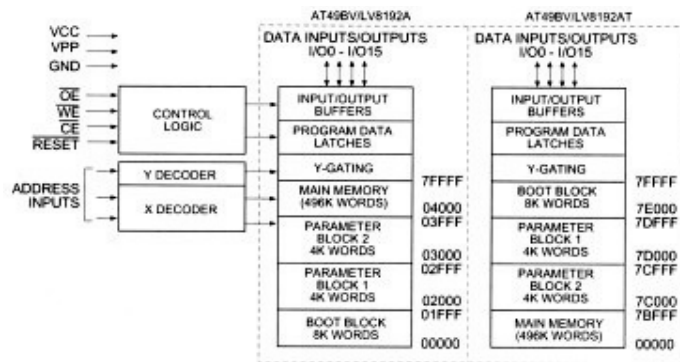 AT49BV/LV8192A
AT49BV/LV8192AT
VCC
VPP
GND
OE
WE
CE
RESET
ADDRESS
INPUTS
CONTROL
LOGIC
Y DECODER
X DECODER
DATA INPUTS/OUTPUTS
I/O0 - I/O15
INPUT/OUTPUT
BUFFERS
PROGRAM DATA
LATCHES
Y-GATING
MAIN MEMORY
(496K WORDS)
PARAMETER
BLOCK 2
4K WORDS
PARAMETER
BLOCK 1
4K WORDS
BOOT BLOCK
8K WORDS
7FFFF
04000
03FFF
03000
02FFF
02000
01FFF
00000
DATA INPUTS/OUTPUTS
I/O0 - I/O15
INPUT/OUTPUT
BUFFERS
PROGRAM DATA
LATCHES
Y-GATING
BOOT BLOCK
8K WORDS
PARAMETER
BLOCK 1
4K WORDS
PARAMETER
BLOCK 2
4K WORDS
MAIN MEMORY
(496K WORDS)
7FFFF
7E000
7DFFF
7D000
7CFFF
7C000
7BFFF
00000